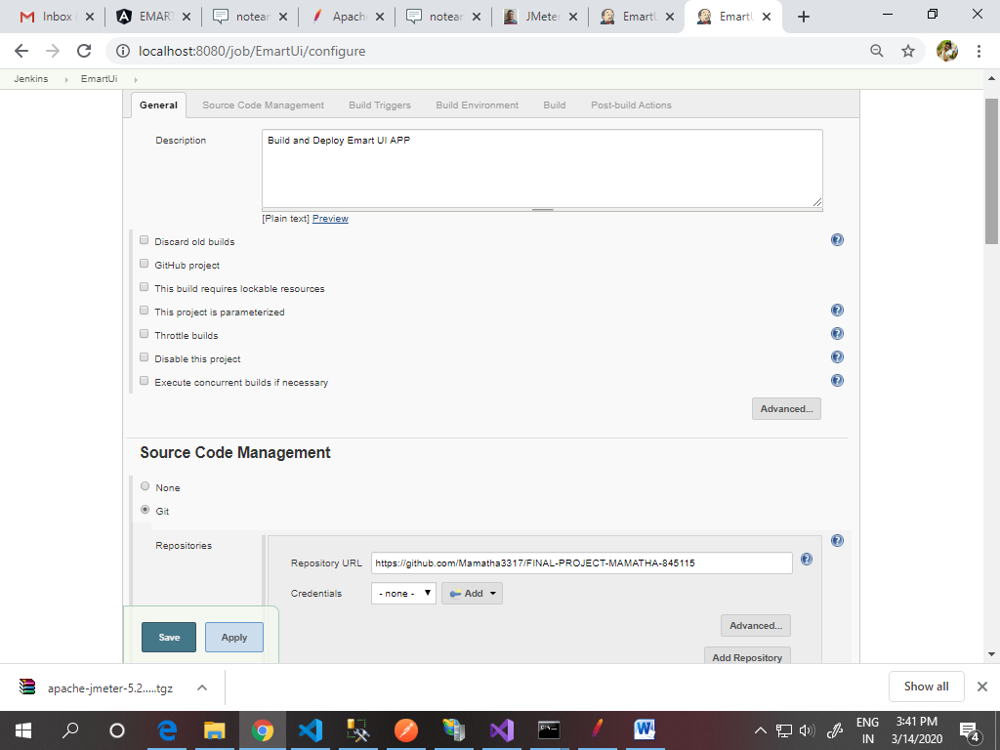 Inbox
EMART
notear
Apach
notear
JMeter
EmartU
EmartU
localhost:8080/job/EmartUi/configure
Jenkins
EmartUi
General
Source Code Management
Build Triggers
Build Environment
Build
Post-build Actions
Description
Build and Deploy Emart UI APP
[Plain text] Preview
Discard old builds
GitHub project
This build requires lockable resources
This project is parameterized
Throttle builds
Disable this project
Execute concurrent builds if necessary
Advanced...
Source Code Management
None
Git
Repositories
Repository URL
https://github.com/Mamatha3317/FINAL-PROJECT-MAMATHA-845115
Credentials
- none -
Add
Advanced...
Save
Apply
Add Repository
apache-jmeter-5.2.....tgz
Show all
ENG
IN
3:41 PM
3/14/2020
4